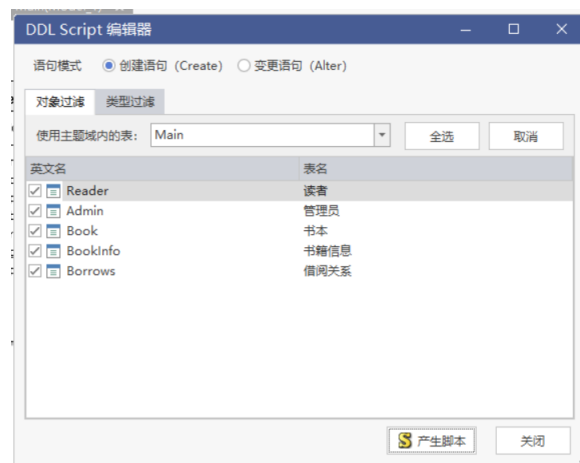 DDL Script 编辑器
语句模式 创建语句（Create） 变更语句（Alter）
对象过滤 类型过滤
使用主题域内的表： Main 全选 取消
英文名 表名
Reader 读者
Admin 管理员
Book 书本
BookInfo 书籍信息
Borrows 借阅关系
产生脚本 关闭